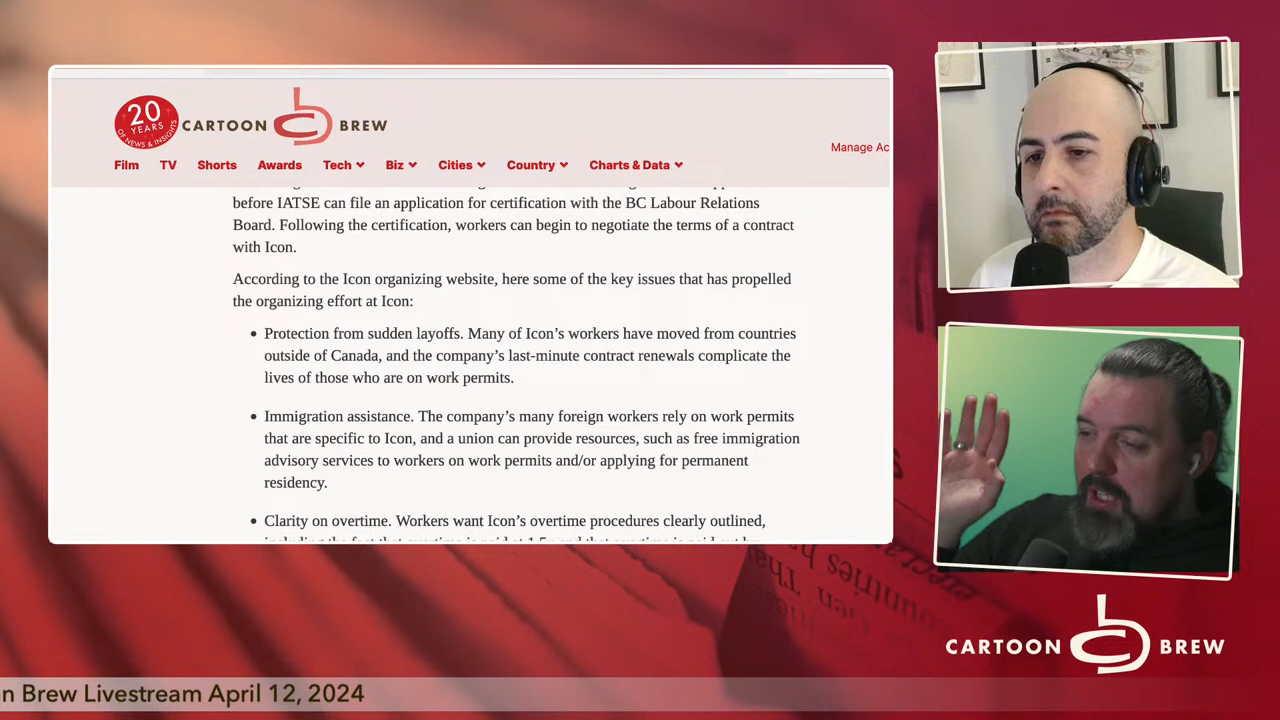 20
YEARS
OF NEWS & INSIGHTS
CARTOON BREW
Manage Ac
Film TV Shorts Awards Tech Biz Cities Country Charts & Data
before IATSE can file an application for certification with the BC Labour Relations
Board. Following the certification, workers can begin to negotiate the terms of a contract
with Icon.
According to the Icon organizing website, here some of the key issues that has propelled
the organizing effort at Icon:
• Protection from sudden layoffs. Many of Icon's workers have moved from countries
outside of Canada, and the company's last-minute contract renewals complicate the
lives of those who are on work permits.
• Immigration assistance. The company's many foreign workers rely on work permits
that are specific to Icon, and a union can provide resources, such as free immigration
advisory services to workers on work permits and/or applying for permanent
residency.
• Clarity on overtime. Workers want Icon's overtime procedures clearly outlined,
CARTOON BREW
n Brew Livestream April 12, 2024